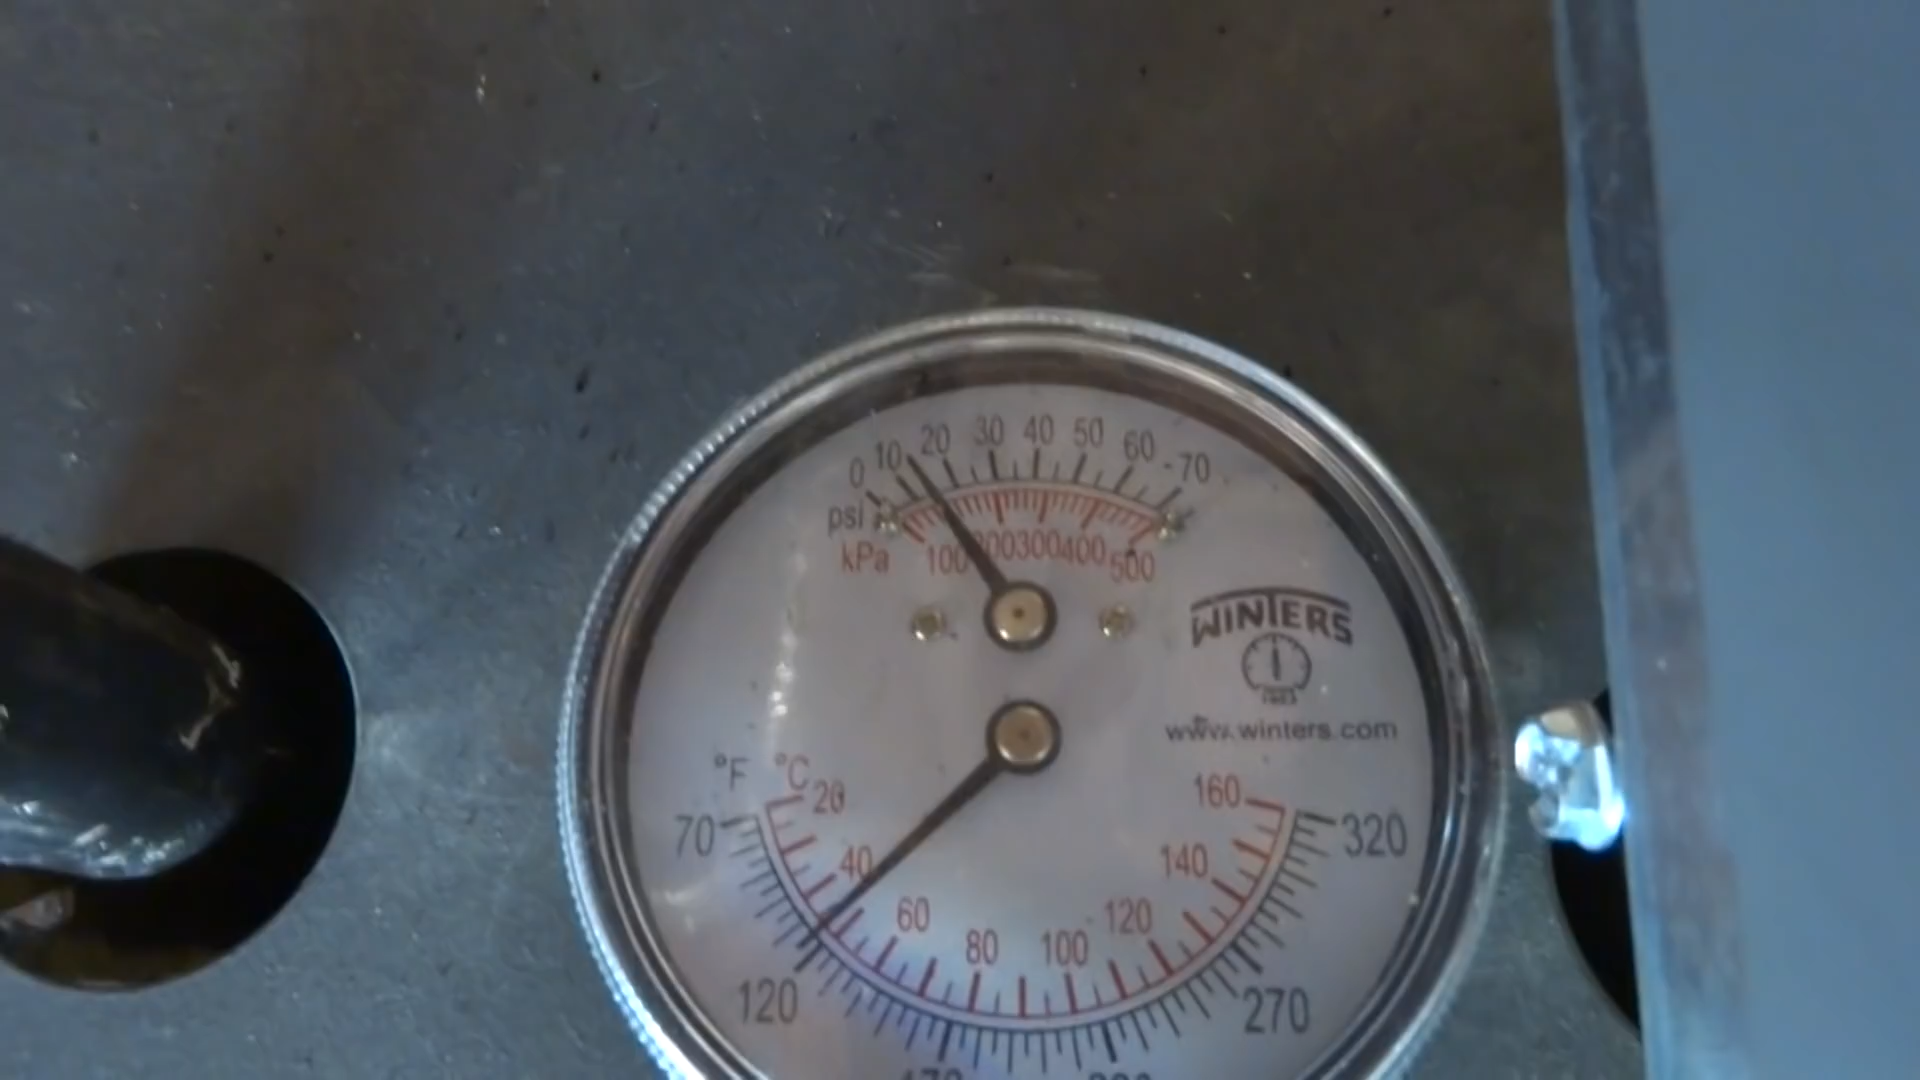 0 10 20 30 40 50 60 70
psi
kPa 100 200 300 400 500
WINTERS
www.winters.com
°F °C
20 160
70 320
40 140
60 120
80 100
120 270